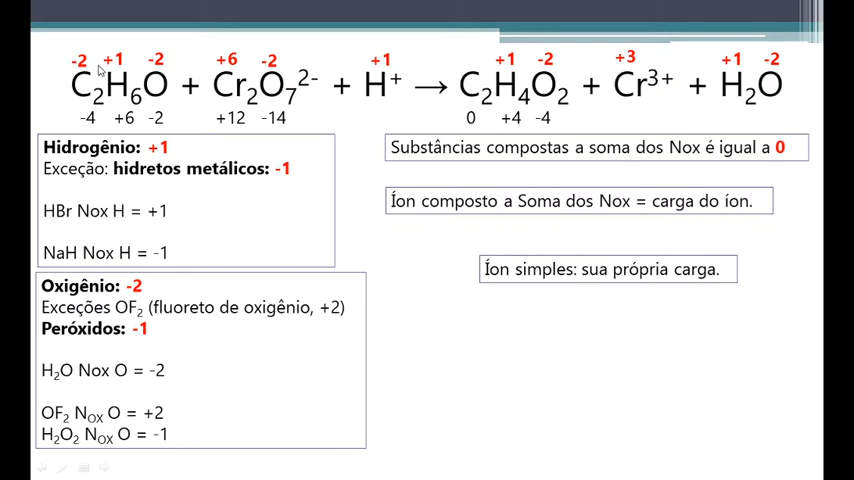 -2 +1 -2 +6 -2 +1 +1 -2 +3 +1 -2
C₂H₆O + Cr₂O₇²⁻ + H⁺ → C₂H₄O₂ + Cr³⁺ + H₂O
-4 +6 -2 +12 -14 0 +4 -4
Hidrogênio: +1
Exceção: hidretos metálicos: -1
HBr Nox H = +1
NaH Nox H = -1
Substâncias compostas a soma dos Nox é igual a 0
Íon composto a Soma dos Nox = carga do íon.
Íon simples: sua própria carga.
Oxigênio: -2
Exceções OF₂ (fluoreto de oxigênio, +2)
Peróxidos: -1
H₂O Nox O = -2
OF₂ NOX O = +2
H₂O₂ NOX O = -1